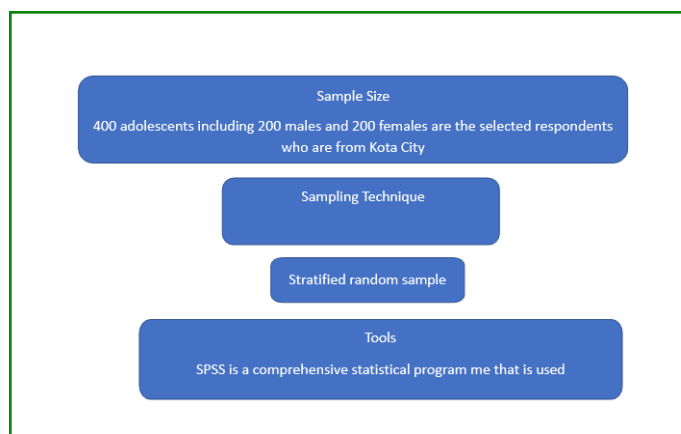 Sample Size
400 adolescents including 200 males and 200 females are the selected respondents
who are from Kota City
Sampling Technique
Stratified random sample
Tools
SPSS is a comprehensive statistical program me that is used